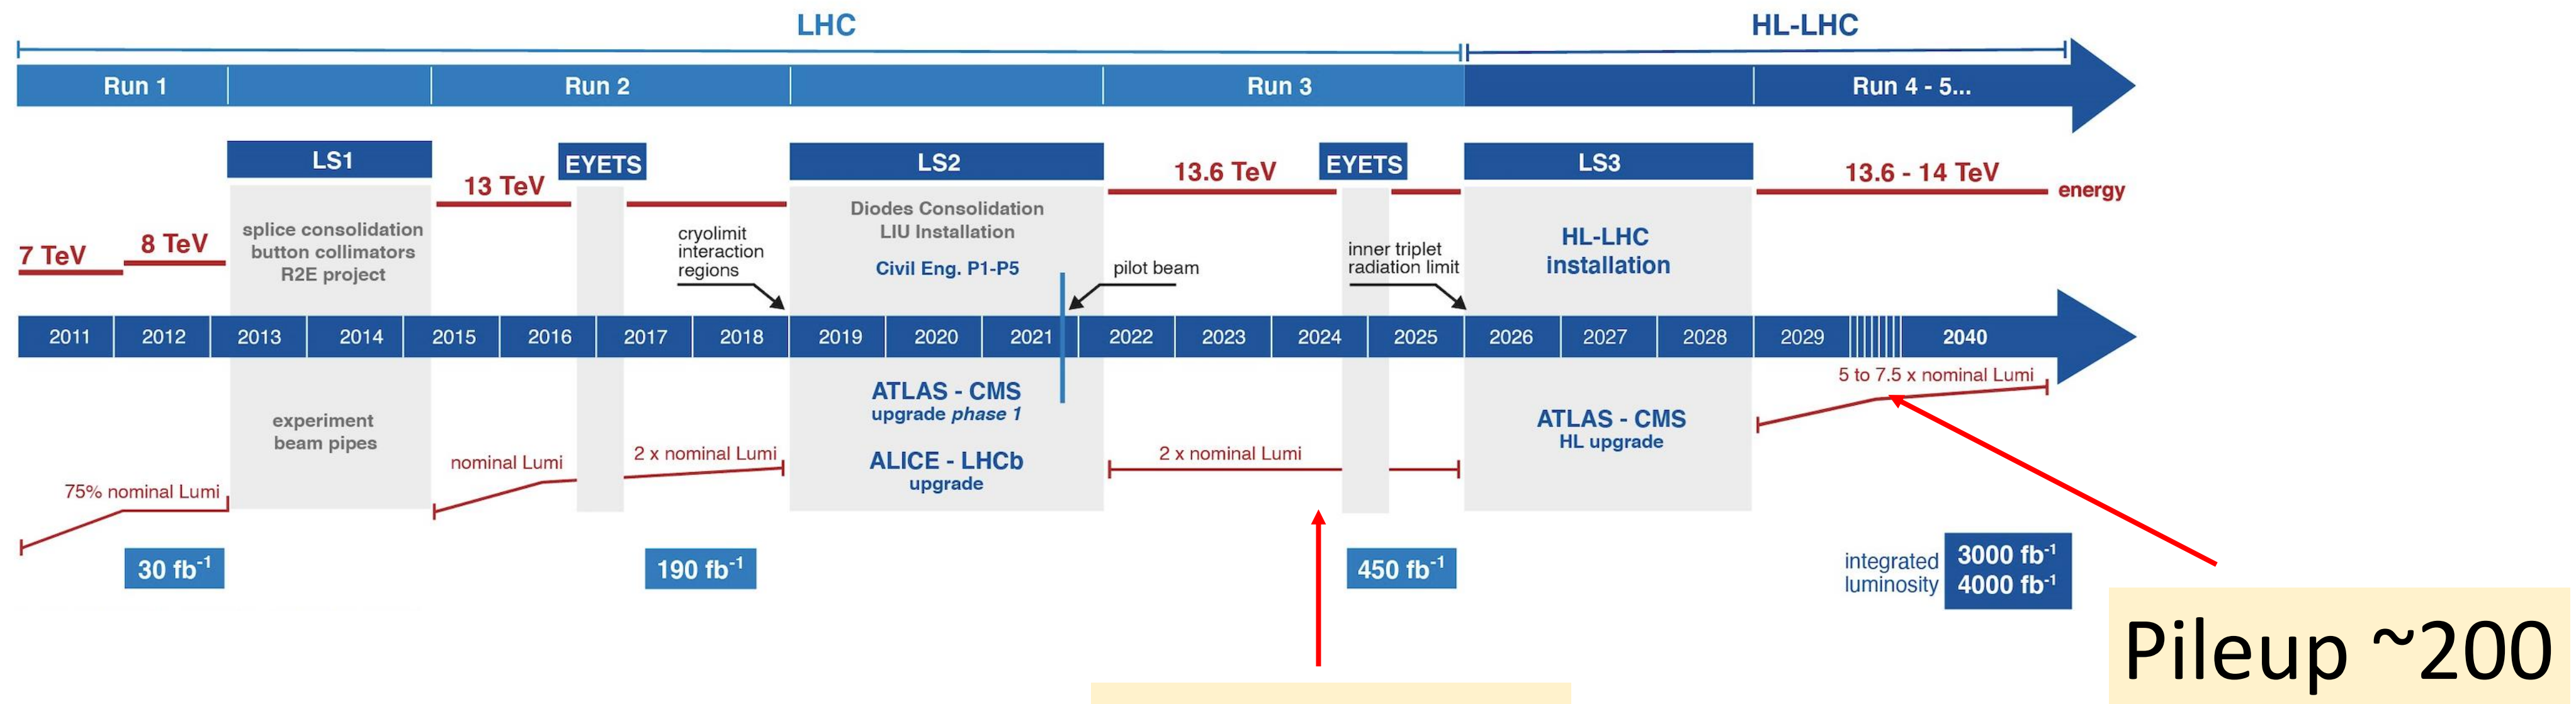 LHC
HL-LHC
Run 1
Run 2
Run 3
Run 4 - 5...
LS1
EYETS
LS2
EYETS
LS3
13 TeV
13.6 TeV
13.6 - 14 TeV
energy
7 TeV
8 TeV
splice consolidation
button collimators
R2E project
cryolimit
interaction
regions
Diodes Consolidation
LIU Installation
Civil Eng. P1-P5
pilot beam
inner triplet
radiation limit
HL-LHC
installation
2011
2012
2013
2014
2015
2016
2017
2018
2019
2020
2021
2022
2023
2024
2025
2026
2027
2028
2029
2040
experiment
beam pipes
75% nominal Lumi
nominal Lumi
2 x nominal Lumi
ATLAS - CMS
upgrade phase 1
ALICE - LHCb
upgrade
2 x nominal Lumi
ATLAS - CMS
HL upgrade
5 to 7.5 x nominal Lumi
30 fb⁻¹
190 fb⁻¹
450 fb⁻¹
integrated
luminosity
3000 fb⁻¹
4000 fb⁻¹
Pileup ~200